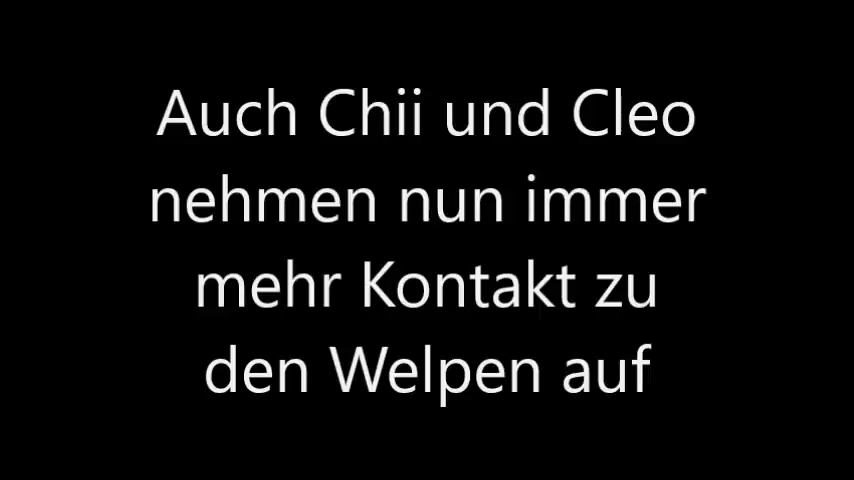 Auch Chii und Cleo
nehmen nun immer
mehr Kontakt zu
den Welpen auf